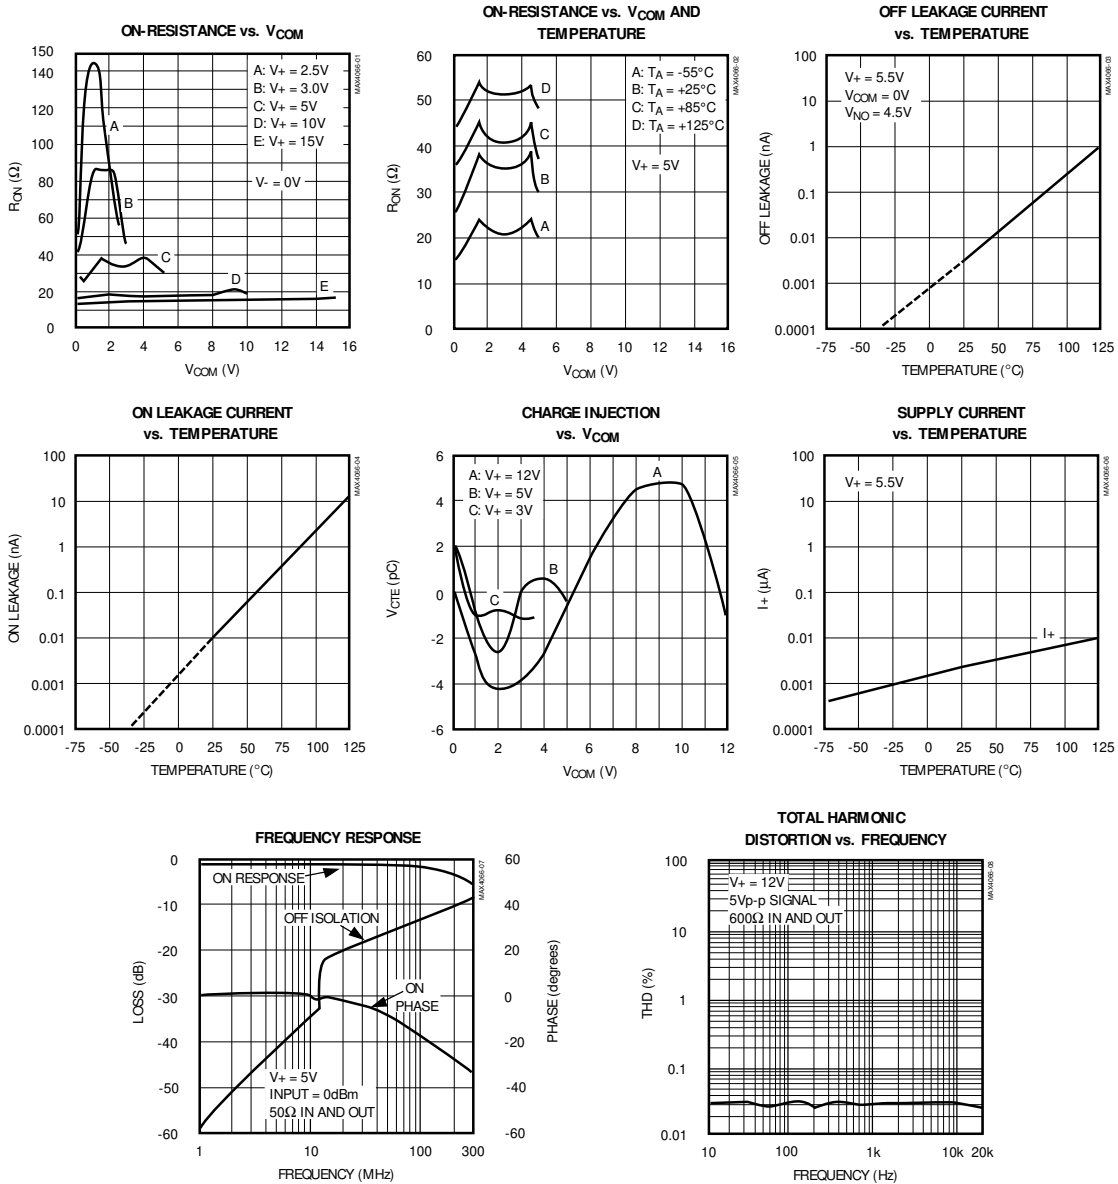 ON-RESISTANCE vs. VCOM
MAX4066-01
A: V+ = 2.5V
B: V+ = 3.0V
C: V+ = 5V
D: V+ = 10V
E: V+ = 15V
V- = 0V
A
B
C
D
E
RON (Ω)
150
140
120
100
80
60
40
20
0
0 2 4 6 8 10 12 14 16
VCOM (V)
ON-RESISTANCE vs. VCOM AND
TEMPERATURE
MAX4066-02
A: TA = -55°C
B: TA = +25°C
C: TA = +85°C
D: TA = +125°C
V+ = 5V
D
C
B
A
RON (Ω)
60
50
40
30
20
10
0
0 2 4 6 8 10 12 14 16
VCOM (V)
OFF LEAKAGE CURRENT
vs. TEMPERATURE
MAX4066-03
V+ = 5.5V
VCOM = 0V
VNO = 4.5V
OFF LEAKAGE (nA)
100
10
1
0.1
0.01
0.001
0.0001
-75 -50 -25 0 25 50 75 100 125
TEMPERATURE (°C)
ON LEAKAGE CURRENT
vs. TEMPERATURE
MAX4066-04
ON LEAKAGE (nA)
100
10
1
0.1
0.01
0.001
0.0001
-75 -50 -25 0 25 50 75 100 125
TEMPERATURE (°C)
CHARGE INJECTION
vs. VCOM
MAX4066-05
A: V+ = 12V
B: V+ = 5V
C: V+ = 3V
A
B
C
VCTE (pC)
6
4
2
0
-2
-4
-6
0 2 4 6 8 10 12
VCOM (V)
SUPPLY CURRENT
vs. TEMPERATURE
MAX4066-06
V+ = 5.5V
I+
I+ (µA)
100
10
1
0.1
0.01
0.001
0.0001
-75 -50 -25 0 25 50 75 100 125
TEMPERATURE (°C)
FREQUENCY RESPONSE
MAX4066-07
ON RESPONSE
OFF ISOLATION
ON
PHASE
V+ = 5V
INPUT = 0dBm
50Ω IN AND OUT
LOSS (dB)
0
-10
-20
-30
-40
-50
-60
PHASE (degrees)
60
40
20
0
-20
-40
-60
1 10 100 300
FREQUENCY (MHz)
TOTAL HARMONIC
DISTORTION vs. FREQUENCY
MAX4066-08
V+ = 12V
5Vp-p SIGNAL
600Ω IN AND OUT
THD (%)
100
10
1
0.1
0.01
10 100 1k 10k 20k
FREQUENCY (Hz)